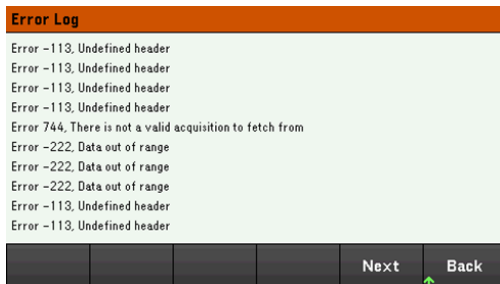 Error Log
Error -113, Undefined header
Error -113, Undefined header
Error -113, Undefined header
Error -113, Undefined header
Error 744, There is not a valid acquisition to fetch from
Error -222, Data out of range
Error -222, Data out of range
Error -222, Data out of range
Error -113, Undefined header
Error -113, Undefined header
Next Back